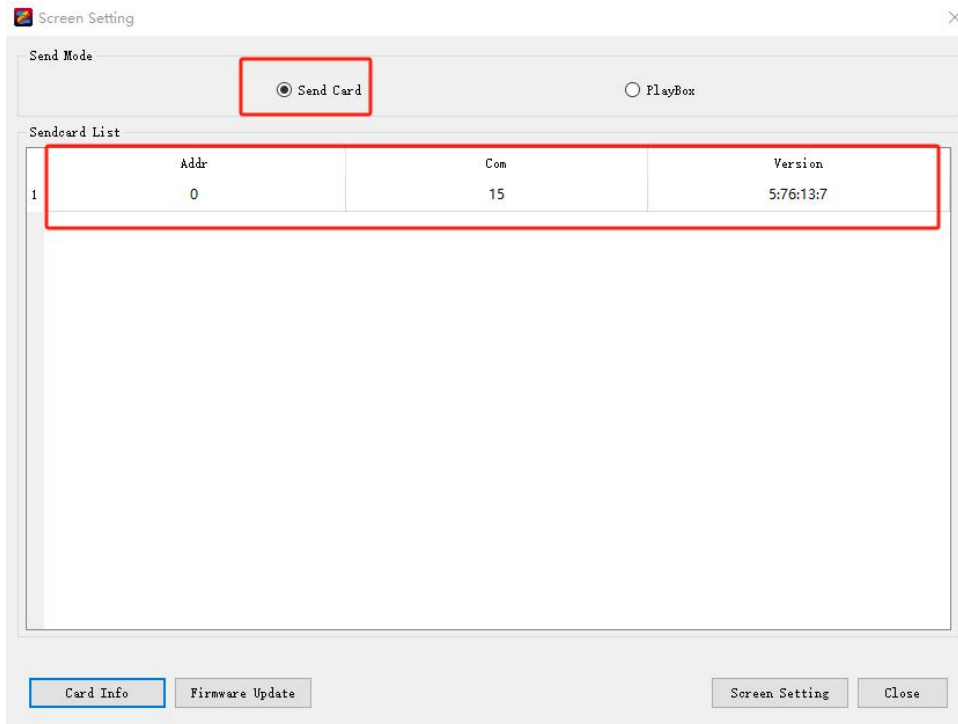 Screen Setting
Send Mode
Send Card PlayBox
Sendcard List
Addr Com Version
1 0 15 5:76:13:7
Card Info Firmware Update Screen Setting Close